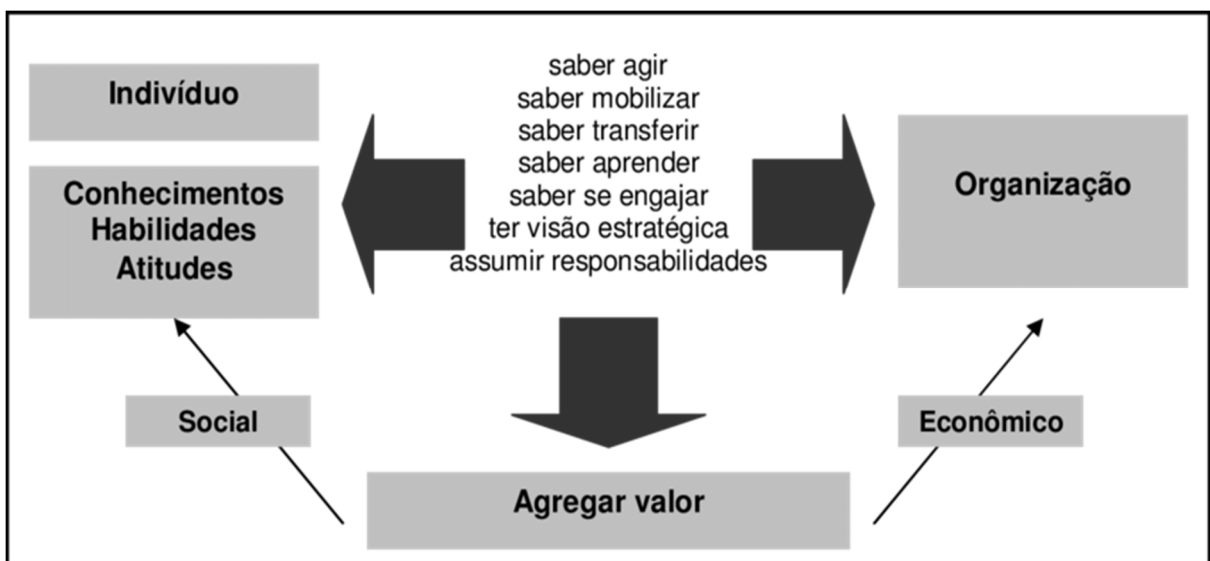 Indivíduo
Conhecimentos
Habilidades
Atitudes
saber agir
saber mobilizar
saber transferir
saber aprender
saber se engajar
ter visão estratégica
assumir responsabilidades
Organização
Social
Econômico
Agregar valor